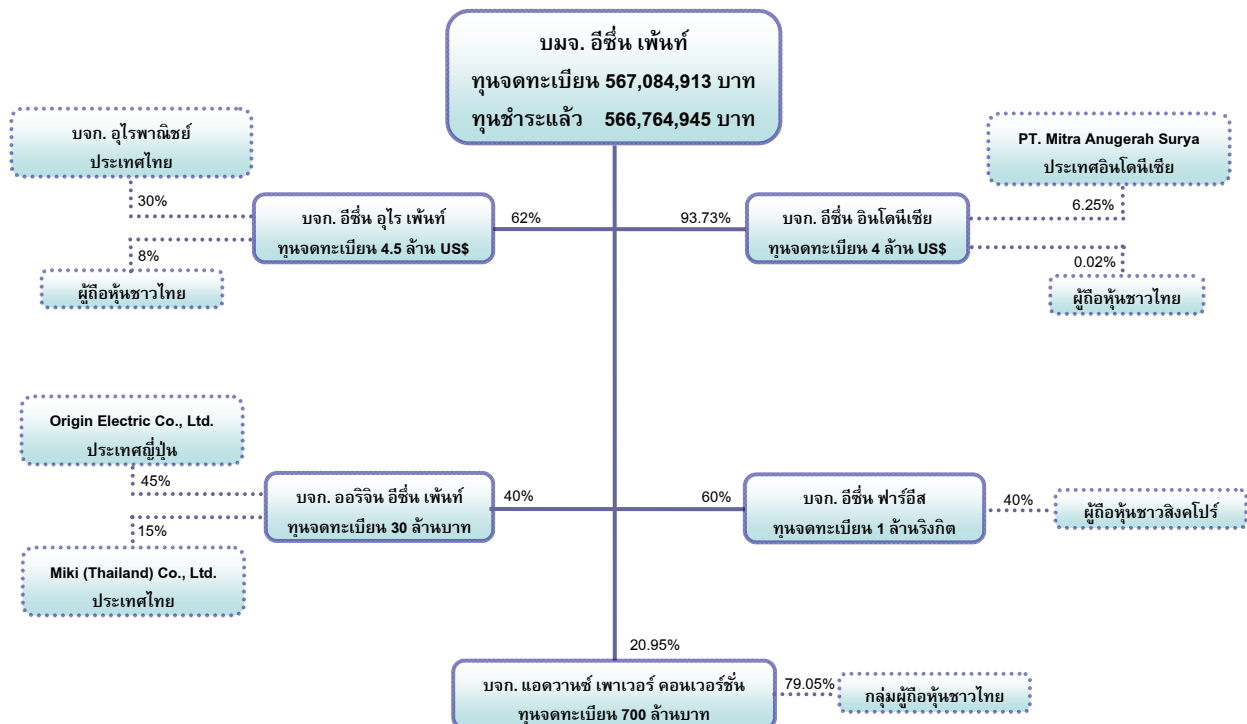 บมจ. อีซึ่น เพ้นท์
ทุนจดทะเบียน 567,084,913 บาท
ทุนชำระแล้ว 566,764,945 บาท
บจก. อุไรพาณิชย์
ประเทศไทย
30%
PT. Mitra Anugerah Surya
ประเทศอินโดนีเซีย
6.25%
บจก. อีซึ่น อุไร เพ้นท์
ทุนจดทะเบียน 4.5 ล้าน US$
62%
93.73%
บจก. อีซึ่น อินโดนีเซีย
ทุนจดทะเบียน 4 ล้าน US$
8%
ผู้ถือหุ้นชาวไทย
0.02%
ผู้ถือหุ้นชาวไทย
Origin Electric Co., Ltd.
ประเทศญี่ปุ่น
45%
บจก. ออริจิน อีซึ่น เพ้นท์
ทุนจดทะเบียน 30 ล้านบาท
40%
60%
บจก. อีซึ่น ฟาร์อีส
ทุนจดทะเบียน 1 ล้านริงกิต
40%
ผู้ถือหุ้นชาวสิงคโปร์
15%
Miki (Thailand) Co., Ltd.
ประเทศไทย
20.95%
บจก. แอดวานซ์ เพาเวอร์ คอนเวอร์ชั่น
ทุนจดทะเบียน 700 ล้านบาท
79.05%
กลุ่มผู้ถือหุ้นชาวไทย